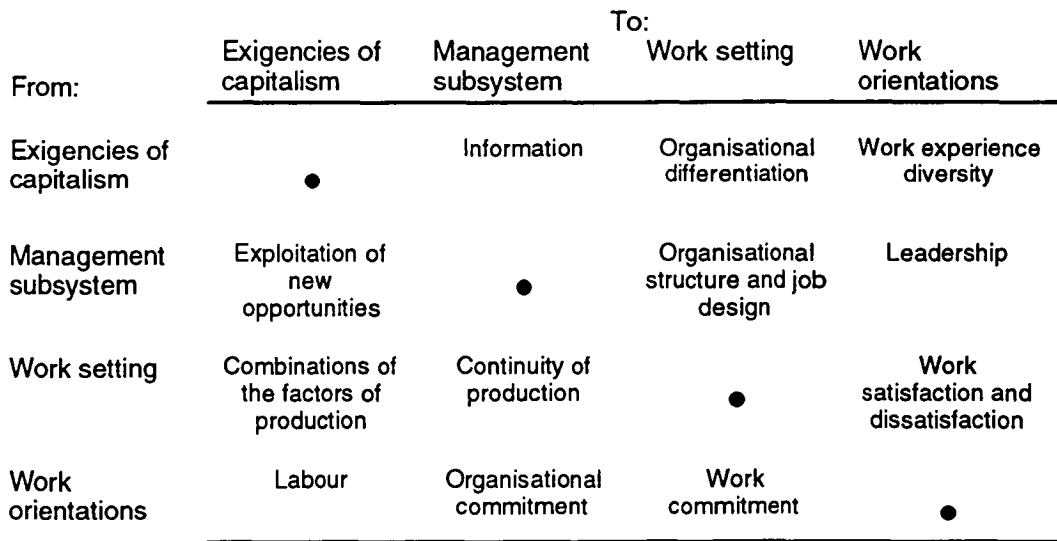 To:
Exigencies of capitalism Management subsystem Work setting Work orientations
From:
Exigencies of capitalism
Information
Organisational differentiation
Work experience diversity
Management subsystem
Exploitation of new opportunities
Organisational structure and job design
Leadership
Work setting
Combinations of the factors of production
Continuity of production
Work satisfaction and dissatisfaction
Work orientations
Labour
Organisational commitment
Work commitment